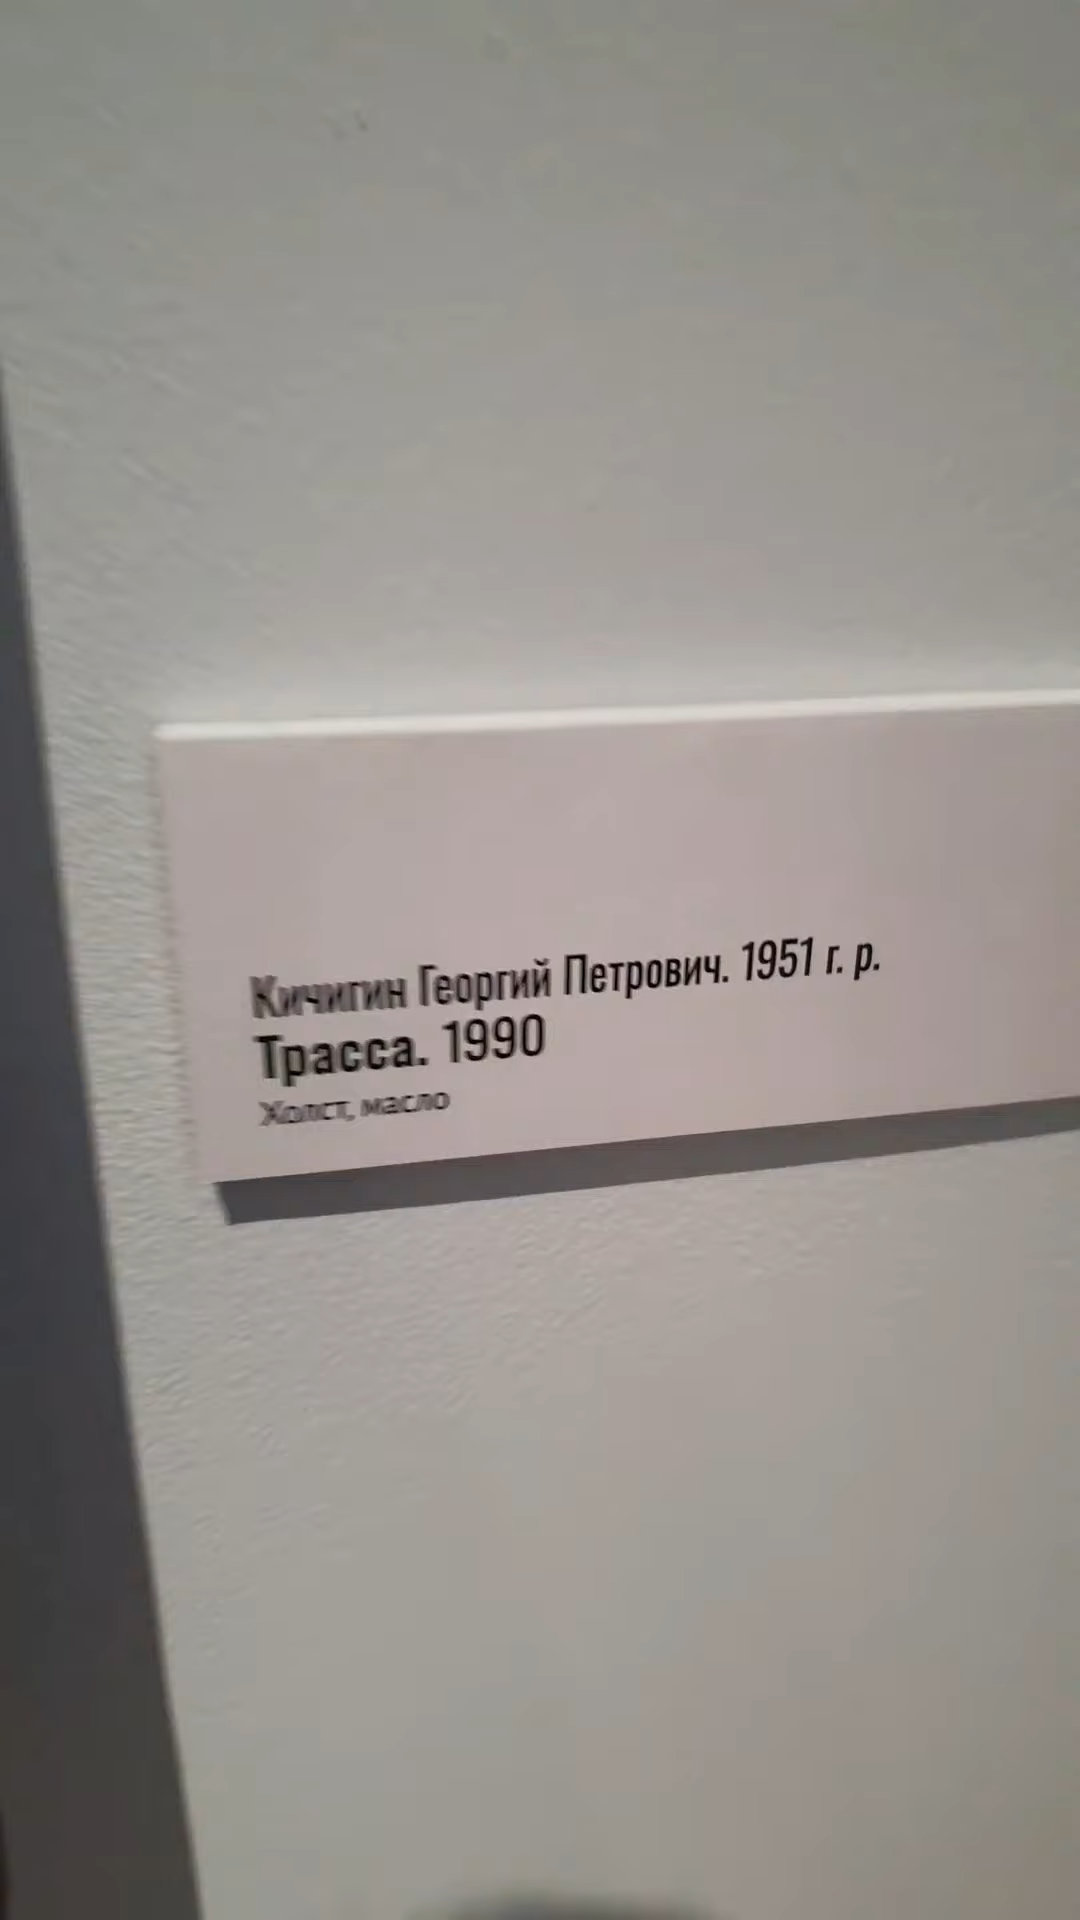 Кичигин Георгий Петрович. 1951 г. р.
Трасса. 1990
Холст, масло